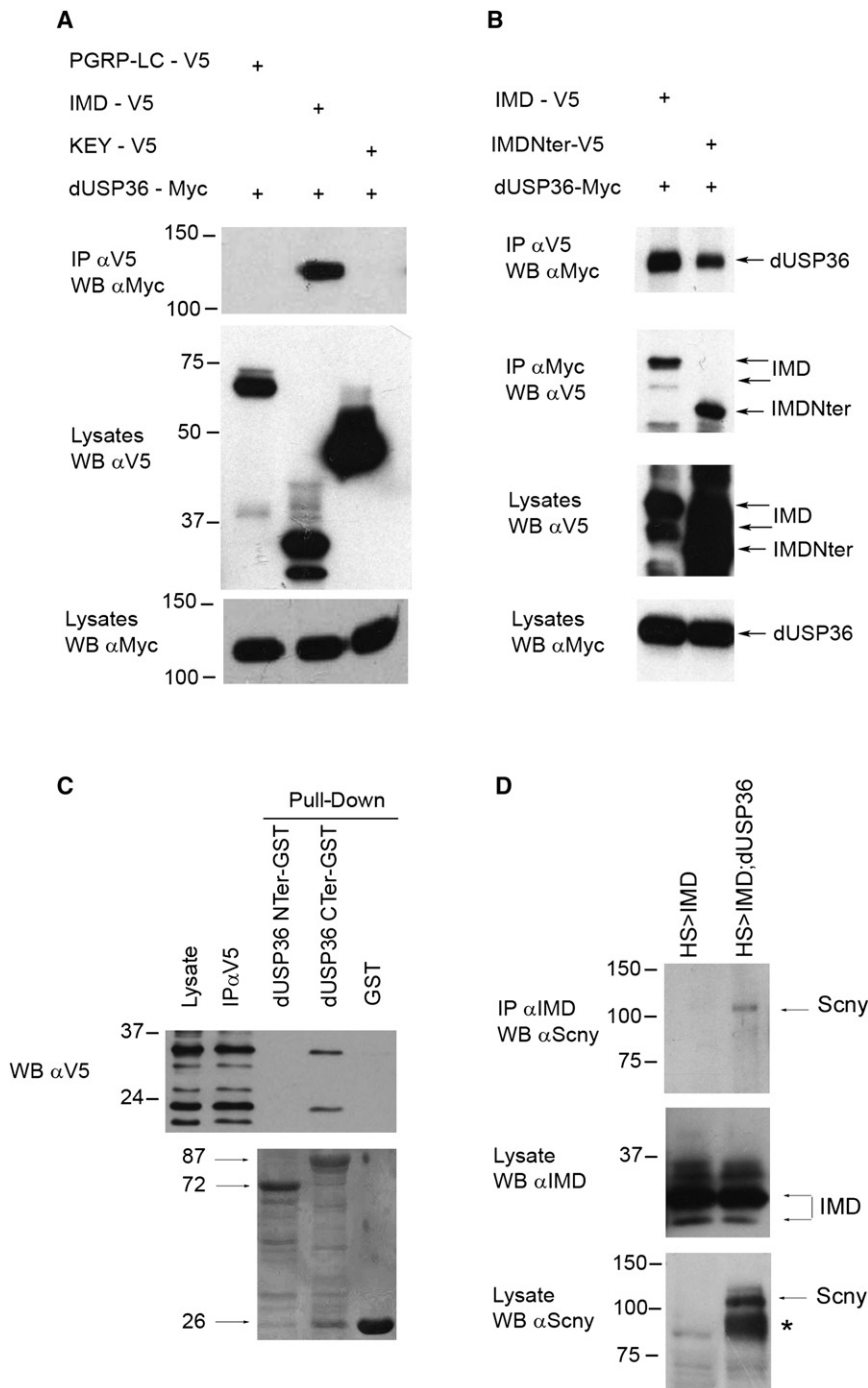 A
PGRP-LC - V5 +
IMD - V5 +
KEY - V5 +
dUSP36 - Myc + + +
IP αV5
WB αMyc
150
100
Lysates
WB αV5
75
50
37
Lysates
WB αMyc
150
100
B
IMD - V5 +
IMDNter-V5 +
dUSP36-Myc + +
IP αV5
WB αMyc
dUSP36
IP αMyc
WB αV5
IMD
IMDNter
Lysates
WB αV5
IMD
IMDNter
Lysates
WB αMyc
dUSP36
C
Pull-Down
Lysate
IPαV5
dUSP36 NTer-GST
dUSP36 CTer-GST
GST
WB αV5
37
24
87
72
26
D
HS>IMD
HS>IMD;dUSP36
IP αIMD
WB αScny
150
100
75
Scny
Lysate
WB αIMD
37
IMD
Lysate
WB αScny
150
100
75
Scny
*